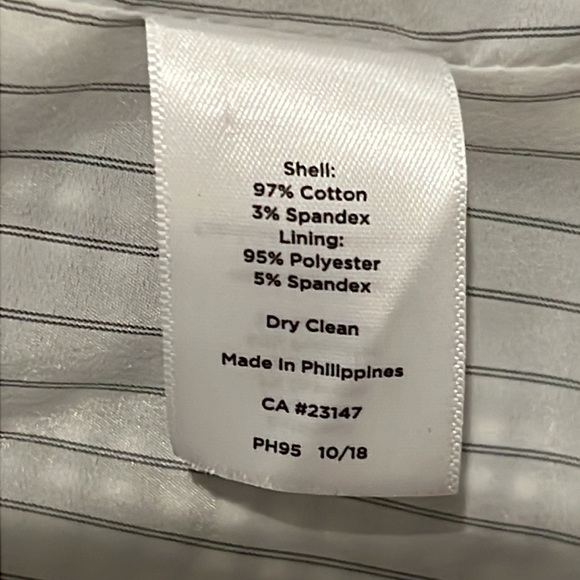 Shell:
97% Cotton
3% Spandex
Lining:
95% Polyester
5% Spandex
Dry Clean
Made In Philippines
CA #23147
PH95 10/18